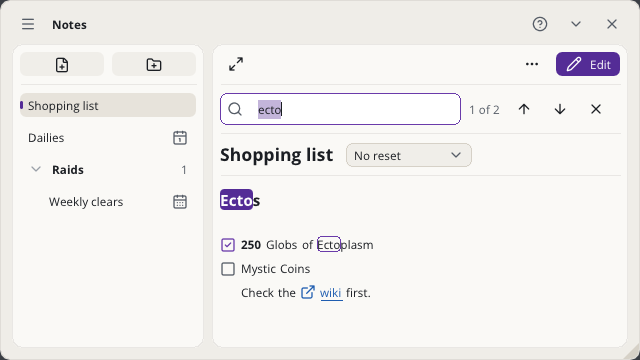 Notes
Edit
Shopping list
Dailies
Raids 1
Weekly clears
ecto
1 of 2
Shopping list
No reset
Ectos
250 Globs of Ectoplasm
Mystic Coins
Check the wiki first.